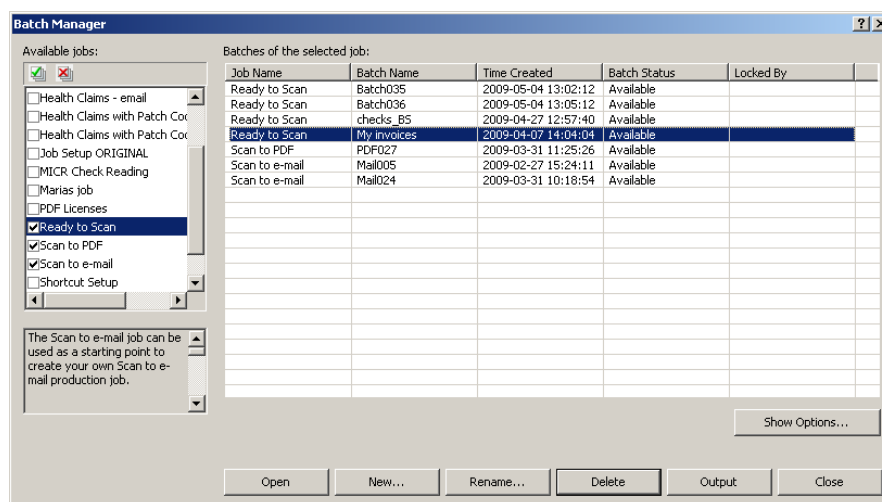 Batch Manager
Available jobs:
Health Claims - email
Health Claims with Patch Coo
Health Claims with Patch Coo
Job Setup ORIGINAL
MICR Check Reading
Marias job
PDF Licenses
Ready to Scan
Scan to PDF
Scan to e-mail
Shortcut Setup
The Scan to e-mail job can be
used as a starting point to
create your own Scan to e-
mail production job.
Batches of the selected job:
Job Name Batch Name Time Created Batch Status Locked By
Ready to Scan Batch035 2009-05-04 13:02:12 Available
Ready to Scan Batch036 2009-05-04 13:05:12 Available
Ready to Scan checks_BS 2009-04-27 12:57:40 Available
Ready to Scan My invoices 2009-04-07 14:04:04 Available
Scan to PDF PDF027 2009-03-31 11:25:26 Available
Scan to e-mail Mail005 2009-02-27 15:24:11 Available
Scan to e-mail Mail024 2009-03-31 10:18:54 Available
Show Options...
Open New... Rename... Delete Output Close